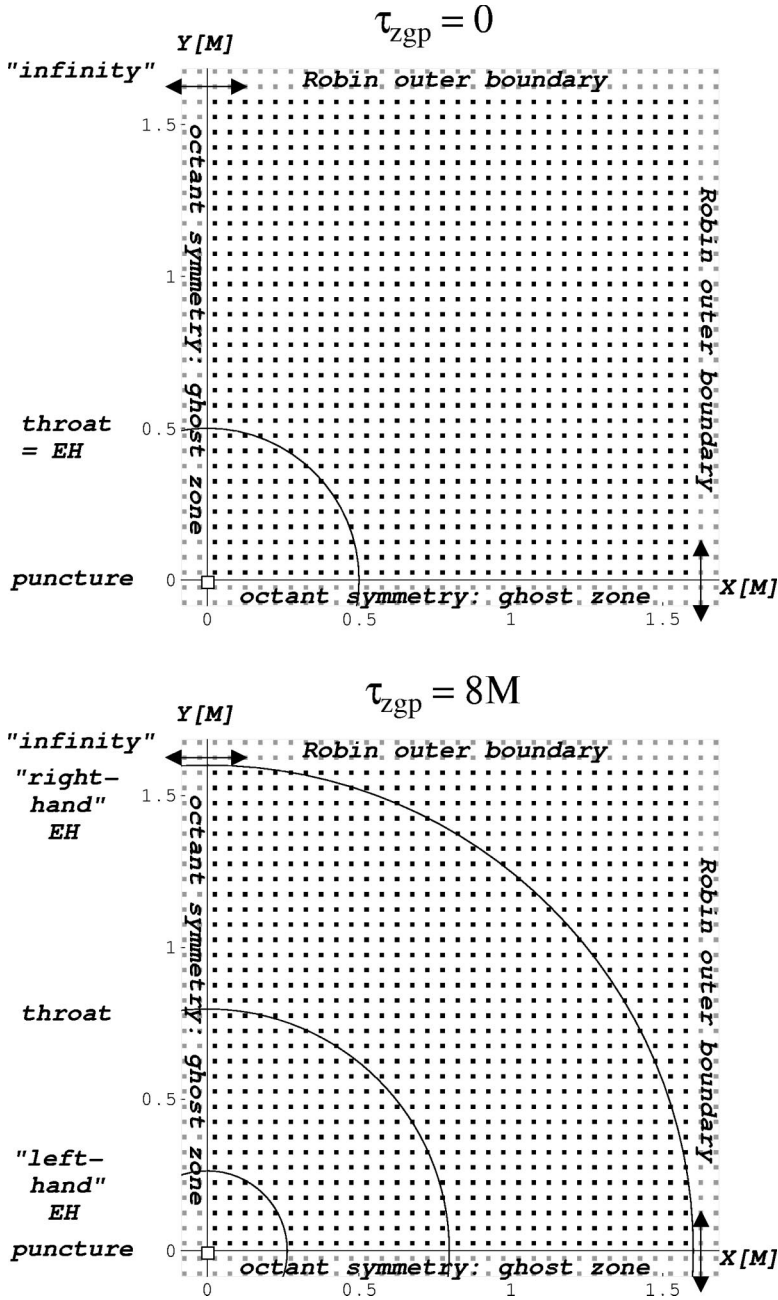 τzgp = 0
Y[M]
"infinity"
Robin outer boundary
1.5
octant symmetry: ghost zone
Robin outer boundary
1
throat
= EH
0.5
puncture
0
octant symmetry: ghost zone
X[M]
0
0.5
1
1.5
τzgp = 8M
Y[M]
"infinity"
Robin outer boundary
"right-
hand"
EH
1.5
octant symmetry: ghost zone
Robin outer boundary
1
throat
0.5
"left-
hand"
EH
puncture
0
octant symmetry: ghost zone
X[M]
0
0.5
1
1.5